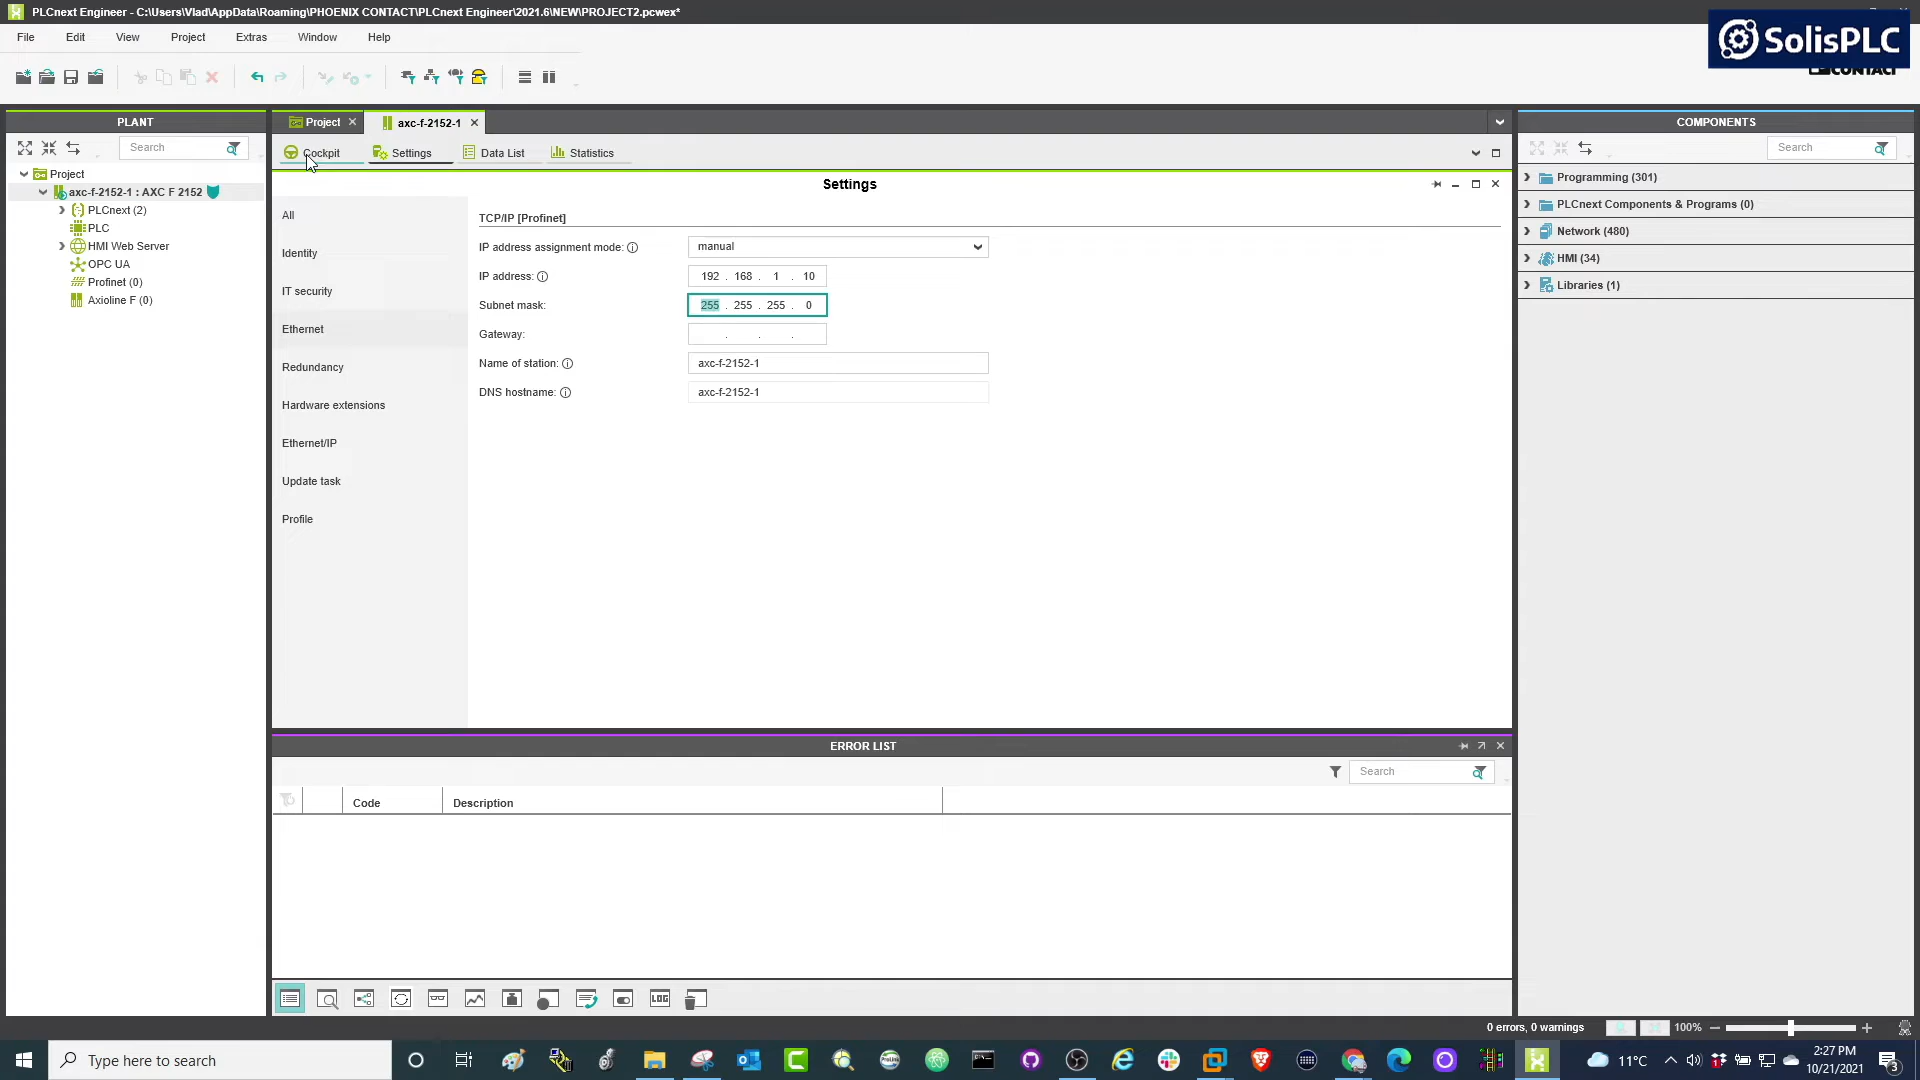 PLCnext Engineer - C:\Users\Vlad\AppData\Roaming\PHOENIX CONTACT\PLCnext Engineer\2021.6\NEW\PROJECT2.pcwex*
File Edit View Project Extras Window Help
SolisPLC
CONTACT
PLANT
Search
Project
axc-f-2152-1 : AXC F 2152
PLCnext (2)
PLC
HMI Web Server
OPC UA
Profinet (0)
Axioline F (0)
Project axc-f-2152-1
Cockpit Settings Data List Statistics
Settings
All
Identity
IT security
Ethernet
Redundancy
Hardware extensions
Ethernet/IP
Update task
Profile
TCP/IP [Profinet]
IP address assignment mode: manual
IP address: 192 . 168 . 1 . 10
Subnet mask: 255 . 255 . 255 . 0
Gateway: . . .
Name of station: axc-f-2152-1
DNS hostname: axc-f-2152-1
COMPONENTS
Search
Programming (301)
PLCnext Components & Programs (0)
Network (480)
HMI (34)
Libraries (1)
ERROR LIST
Search
Code Description
LOG
0 errors, 0 warnings 100%
Type here to search
11°C
2:27 PM
10/21/2021
3